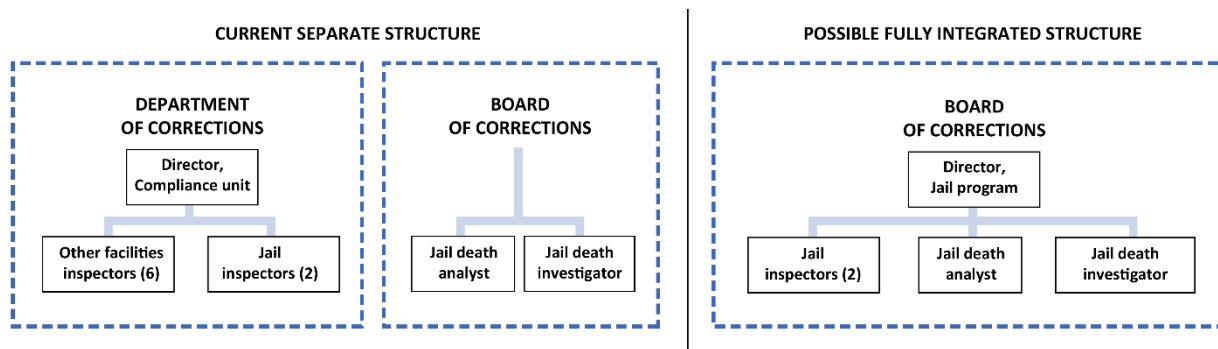 CURRENT SEPARATE STRUCTURE
DEPARTMENT
OF CORRECTIONS
Director,
Compliance unit
Other facilities
inspectors (6)
Jail
inspectors (2)
BOARD
OF CORRECTIONS
Jail death
analyst
Jail death
investigator
POSSIBLE FULLY INTEGRATED STRUCTURE
BOARD
OF CORRECTIONS
Director,
Jail program
Jail
inspectors (2)
Jail death
analyst
Jail death
investigator